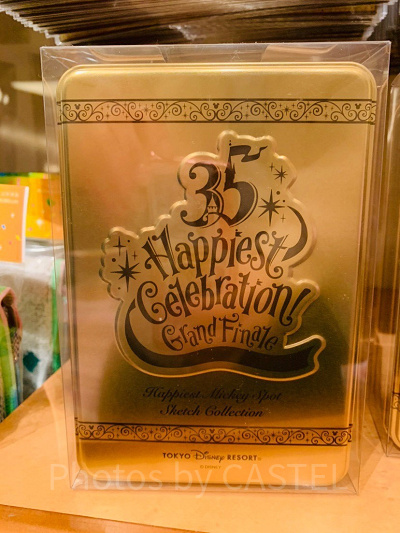 35
Happiest
Celebration!
Grand Finale
Happiest Mickey Spot
Sketch Collection
TOKYO Disney RESORT
Photos by CASTEL